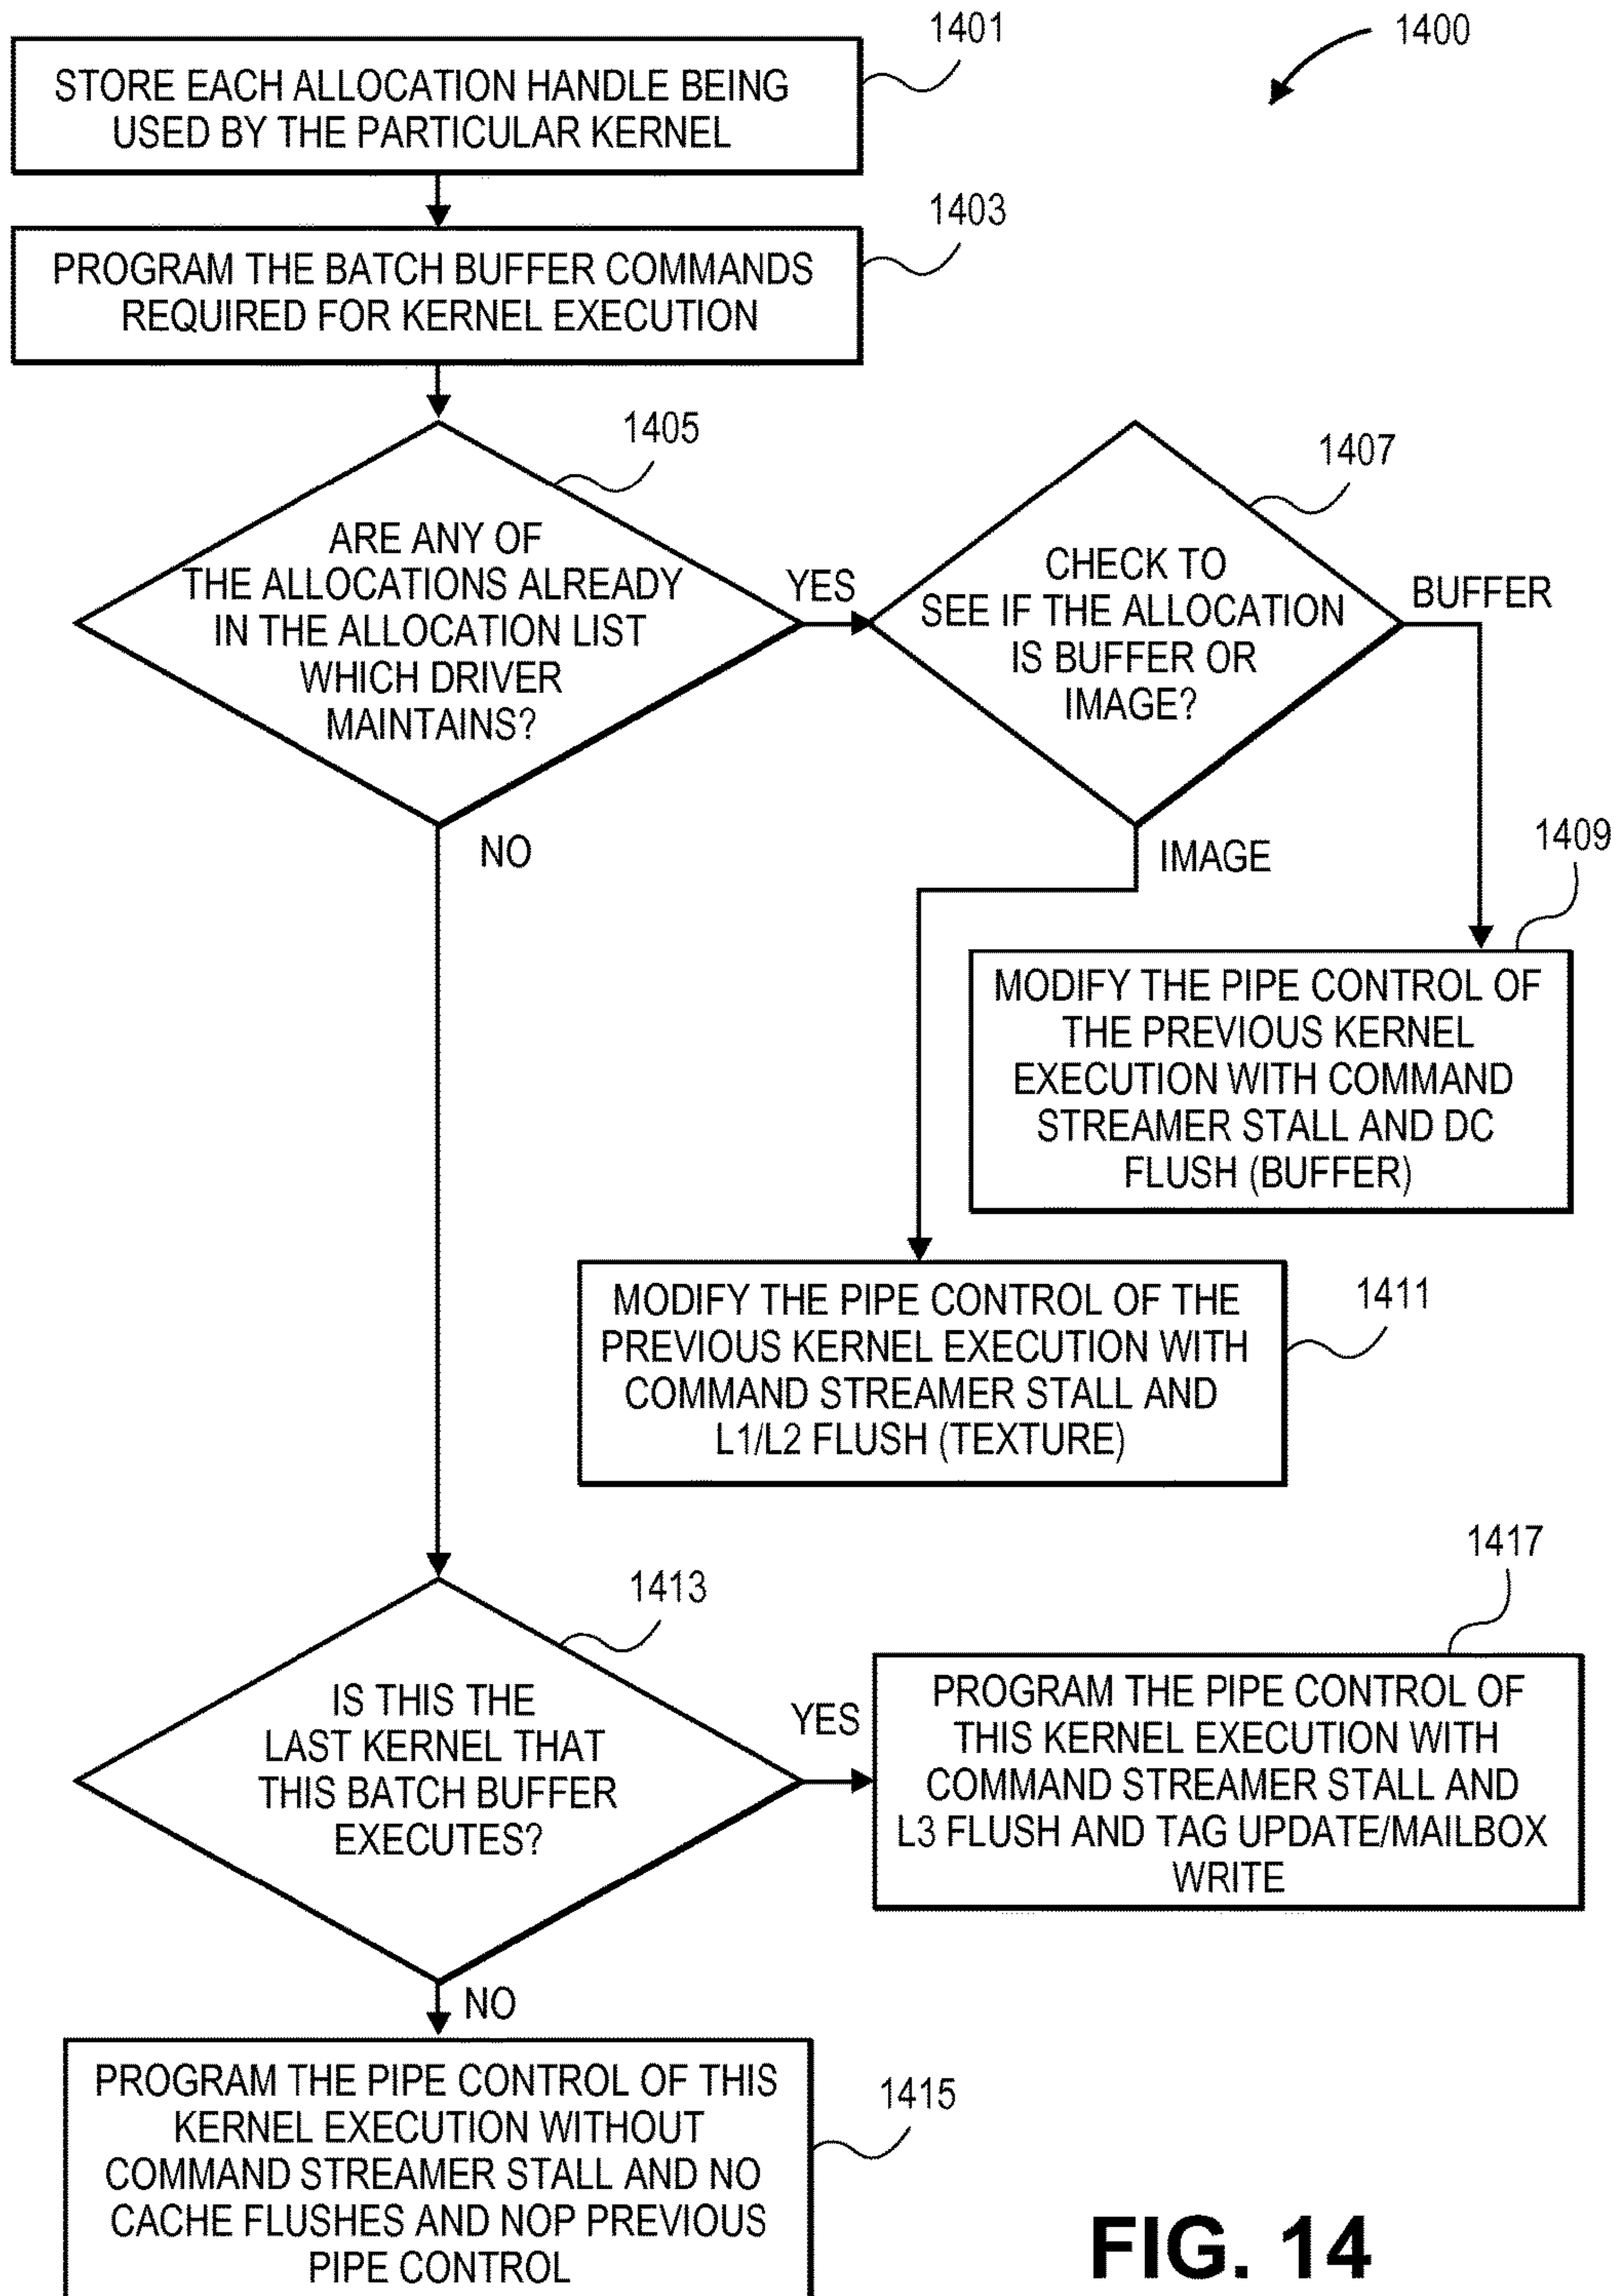 1400
1401
STORE EACH ALLOCATION HANDLE BEING
USED BY THE PARTICULAR KERNEL
1403
PROGRAM THE BATCH BUFFER COMMANDS
REQUIRED FOR KERNEL EXECUTION
1405
ARE ANY OF
THE ALLOCATIONS ALREADY
IN THE ALLOCATION LIST
WHICH DRIVER
MAINTAINS?
YES
NO
1407
CHECK TO
SEE IF THE ALLOCATION
IS BUFFER OR
IMAGE?
BUFFER
IMAGE
1409
MODIFY THE PIPE CONTROL OF
THE PREVIOUS KERNEL
EXECUTION WITH COMMAND
STREAMER STALL AND DC
FLUSH (BUFFER)
1411
MODIFY THE PIPE CONTROL OF THE
PREVIOUS KERNEL EXECUTION WITH
COMMAND STREAMER STALL AND
L1/L2 FLUSH (TEXTURE)
1413
IS THIS THE
LAST KERNEL THAT
THIS BATCH BUFFER
EXECUTES?
YES
NO
1417
PROGRAM THE PIPE CONTROL OF
THIS KERNEL EXECUTION WITH
COMMAND STREAMER STALL AND
L3 FLUSH AND TAG UPDATE/MAILBOX
WRITE
1415
PROGRAM THE PIPE CONTROL OF THIS
KERNEL EXECUTION WITHOUT
COMMAND STREAMER STALL AND NO
CACHE FLUSHES AND NOP PREVIOUS
PIPE CONTROL
FIG. 14